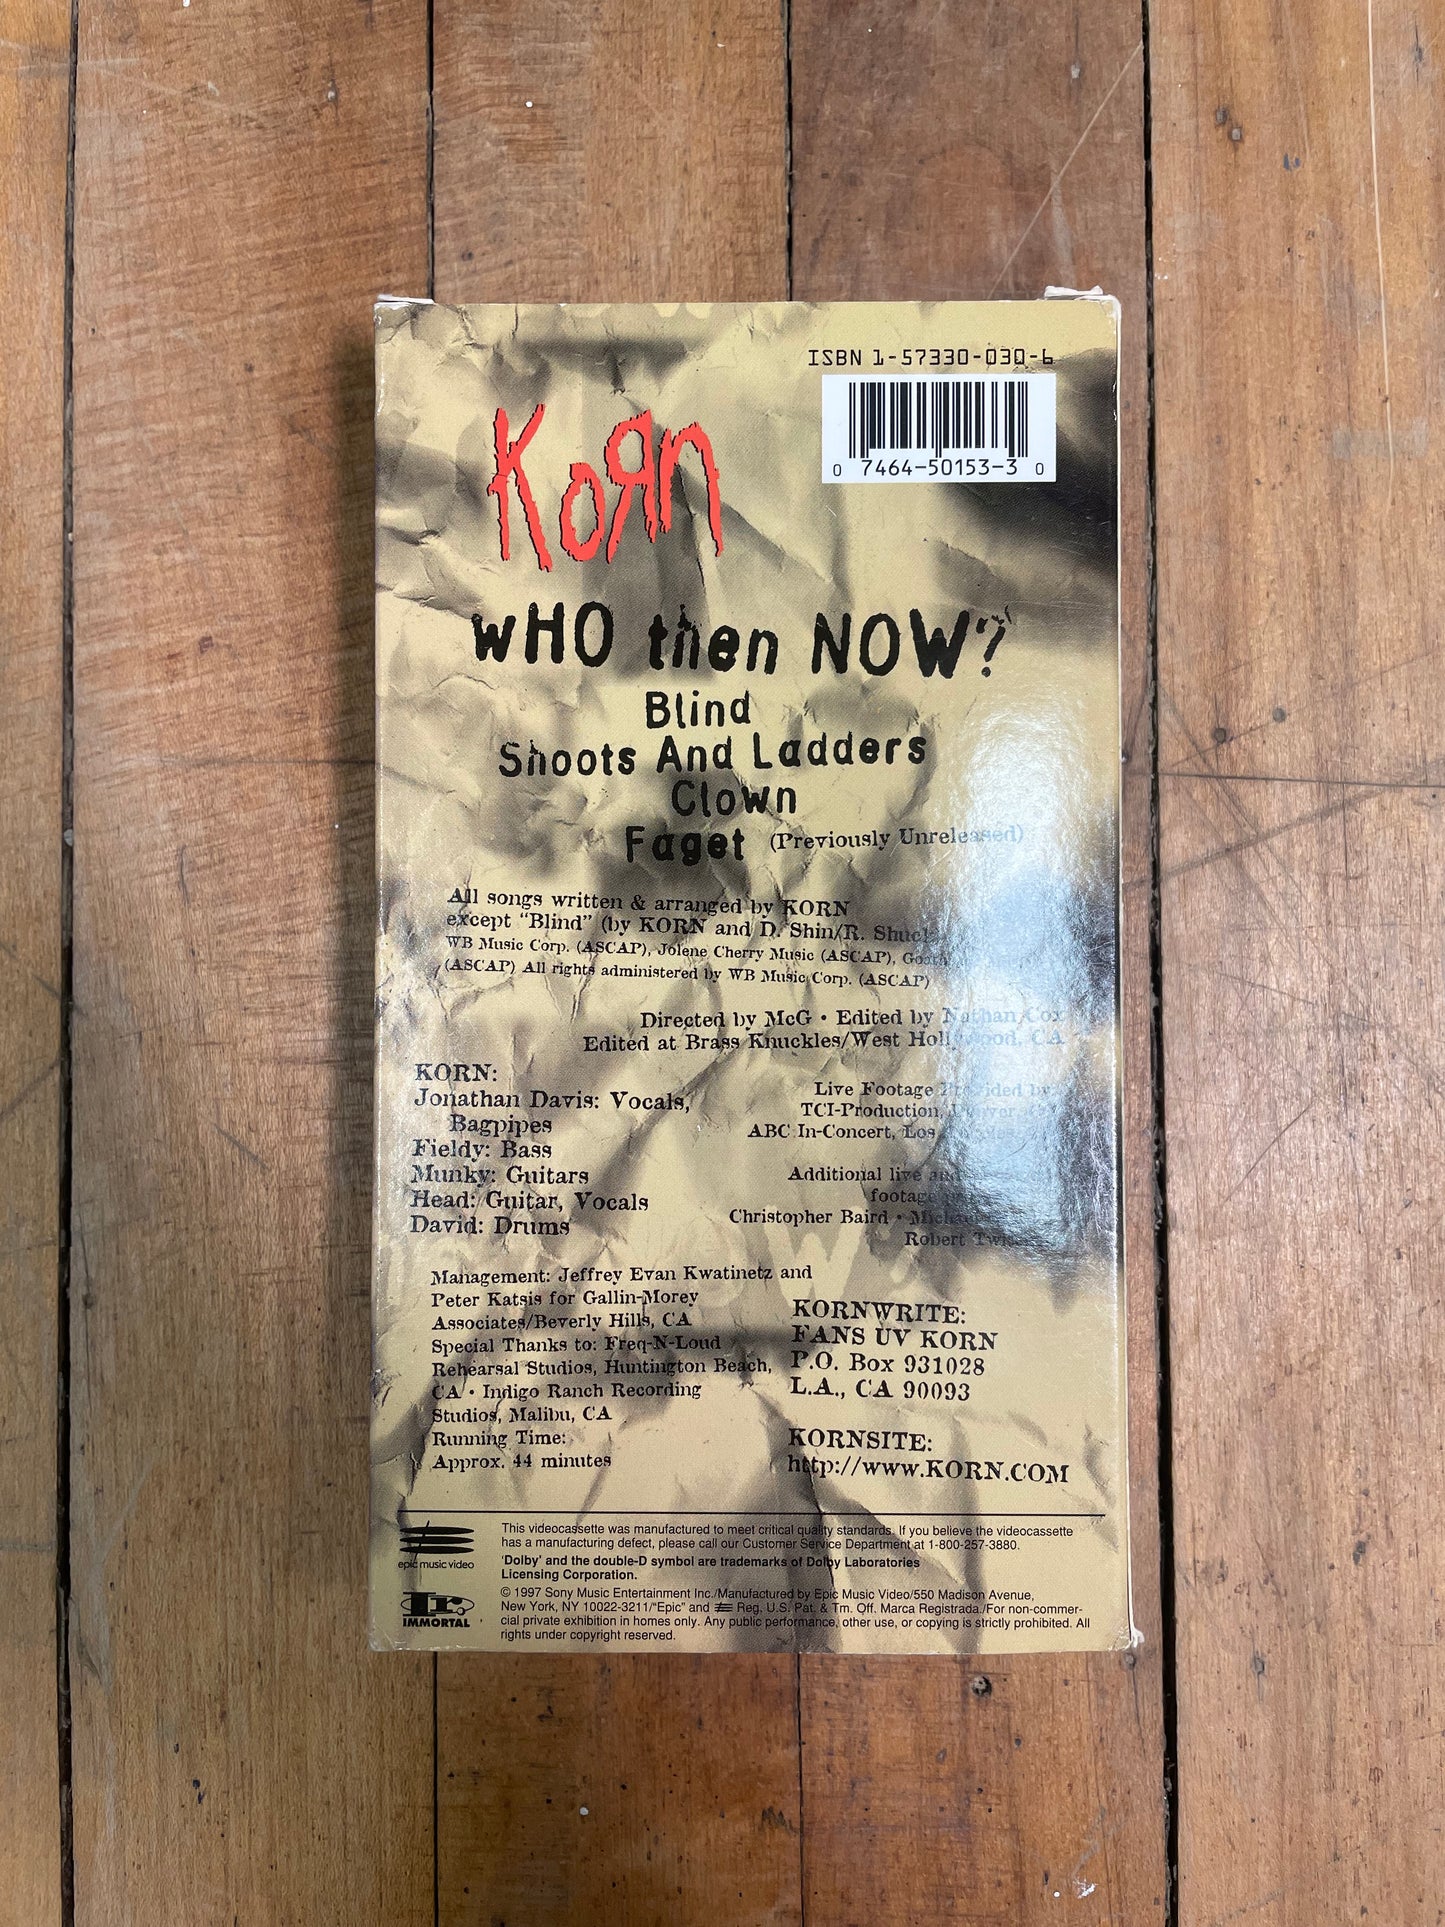 ISBN 1-57330-030-6
0 7464-50153-3 0
KoЯn
wHO then NOW?
Blind
Shoots And Ladders
Clown
Faget (Previously Unreleased)
All songs written & arranged by KORN
except "Blind" (by KORN and D. Shin/R. Shuck
WB Music Corp. (ASCAP), Jolene Cherry Music (ASCAP),
(ASCAP) All rights administered by WB Music Corp. (ASCAP)
Directed by McG • Edited by Nathan Cox
Edited at Brass Knuckles/West Hollywood, CA
KORN:
Jonathan Davis: Vocals,
Bagpipes
Fieldy: Bass
Munky: Guitars
Head: Guitar, Vocals
David: Drums
Live Footage Provided by:
TCI-Production, Denver
ABC In-Concert, Los
Additional live and
footage
Christopher Baird •
Robert
Management: Jeffrey Evan Kwatinetz and
Peter Katsis for Gallin-Morey
Associates/Beverly Hills, CA
Special Thanks to: Freq-N-Loud
Rehearsal Studios, Huntington Beach,
CA • Indigo Ranch Recording
Studios, Malibu, CA
Running Time:
Approx. 44 minutes
KORNWRITE:
FANS UV KORN
P.O. Box 931028
L.A., CA 90093
KORNSITE:
http://www.KORN.COM
epic music video
This videocassette was manufactured to meet critical quality standards. If you believe the videocassette
has a manufacturing defect, please call our Customer Service Department at 1-800-257-3880.
'Dolby' and the double-D symbol are trademarks of Dolby Laboratories
Licensing Corporation.
Ir.
IMMORTAL
© 1997 Sony Music Entertainment Inc./Manufactured by Epic Music Video/550 Madison Avenue,
New York, NY 10022-3211/"Epic" and Reg. U.S. Pat. & Tm. Off. Marca Registrada./For non-commer-
cial private exhibition in homes only. Any public performance, other use, or copying is strictly prohibited. All
rights under copyright reserved.